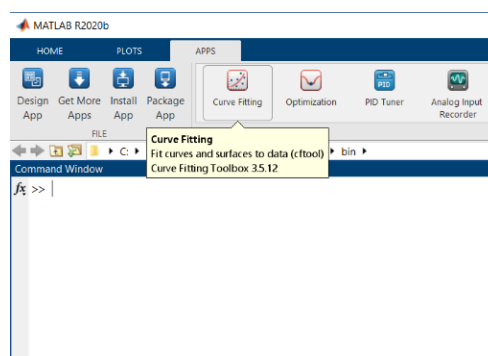 MATLAB R2020b
HOME PLOTS APPS
Design App
Get More Apps
Install App
Package App
Curve Fitting
Optimization
PID Tuner
Analog Input Recorder
FILE
Curve Fitting
Fit curves and surfaces to data (cftool)
Curve Fitting Toolbox 3.5.12
C: bin
Command Window
fx >>